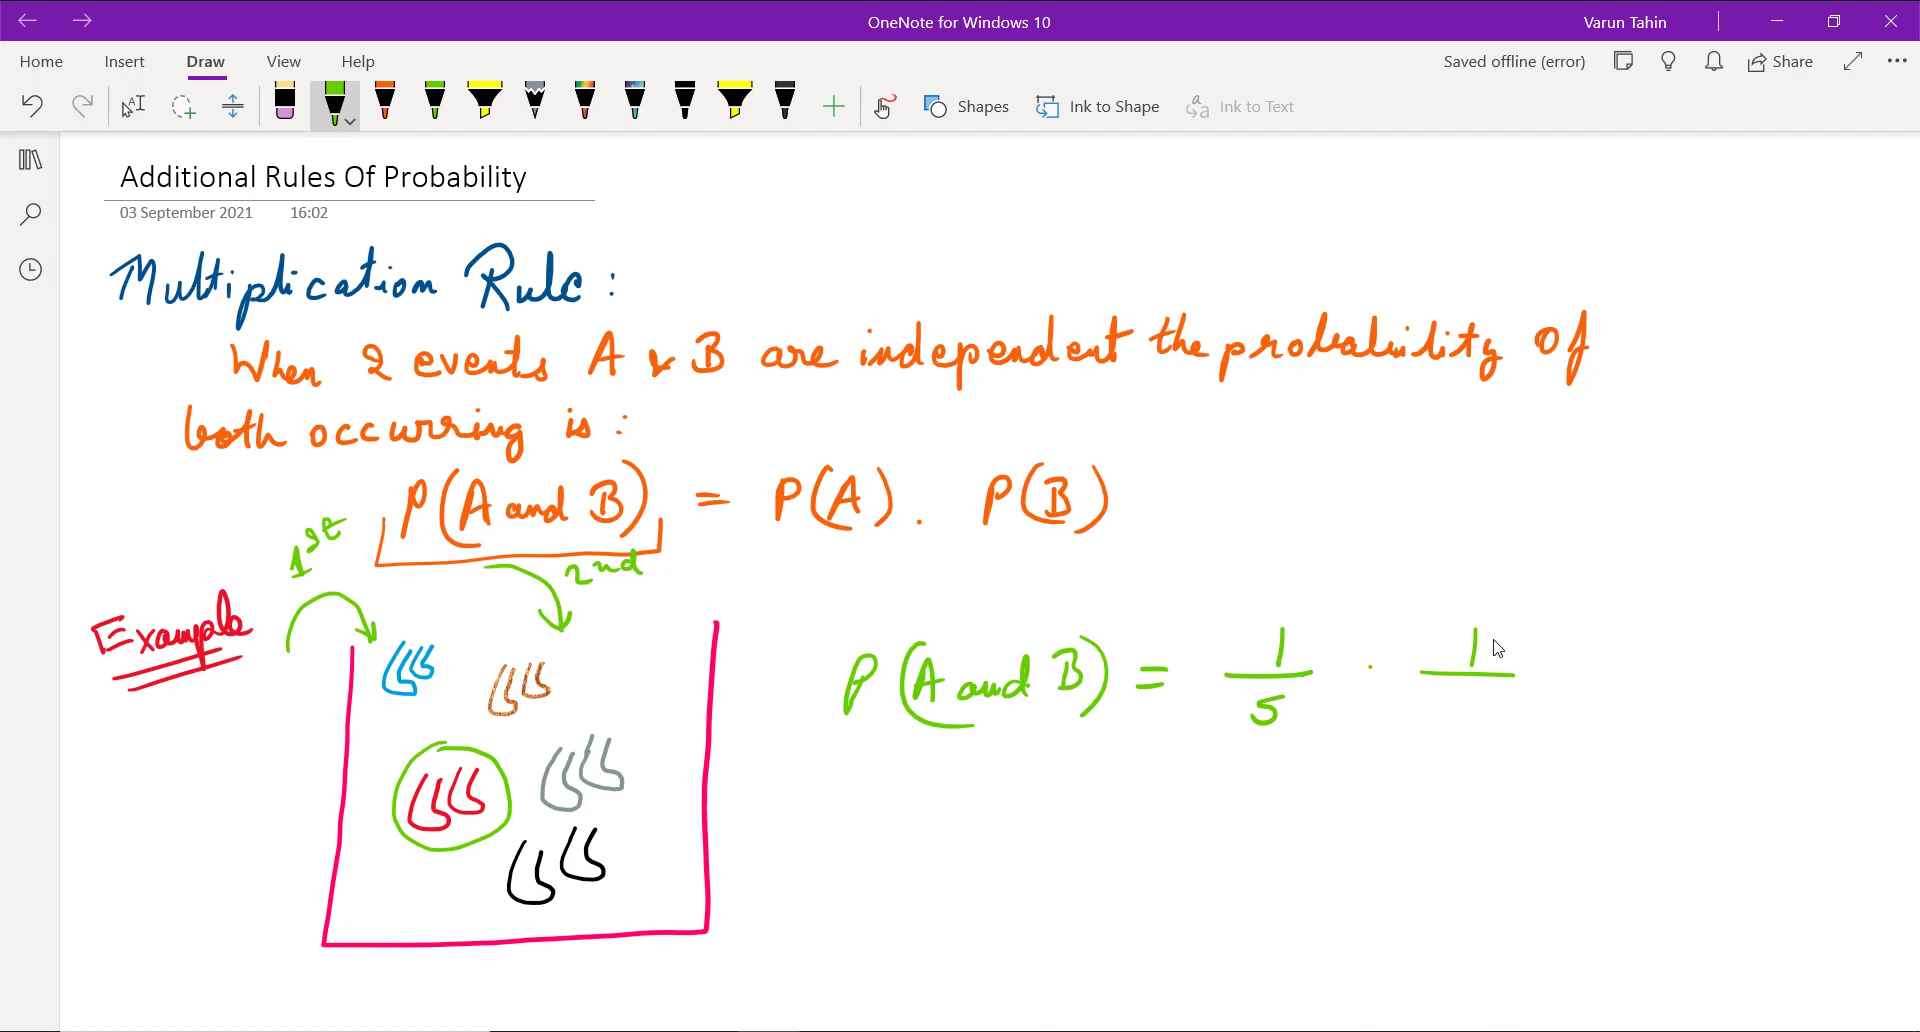 OneNote for Windows 10
Varun Tahin
Home Insert Draw View Help
Saved offline (error) Share
Shapes Ink to Shape Ink to Text
Additional Rules Of Probability
03 September 2021 16:02
Multiplication Rule :
When 2 events A & B are independent the probability of
both occurring is :
P(A and B) = P(A) . P(B)
1st
2nd
Example
P(A and B) = 1/5 . 1/